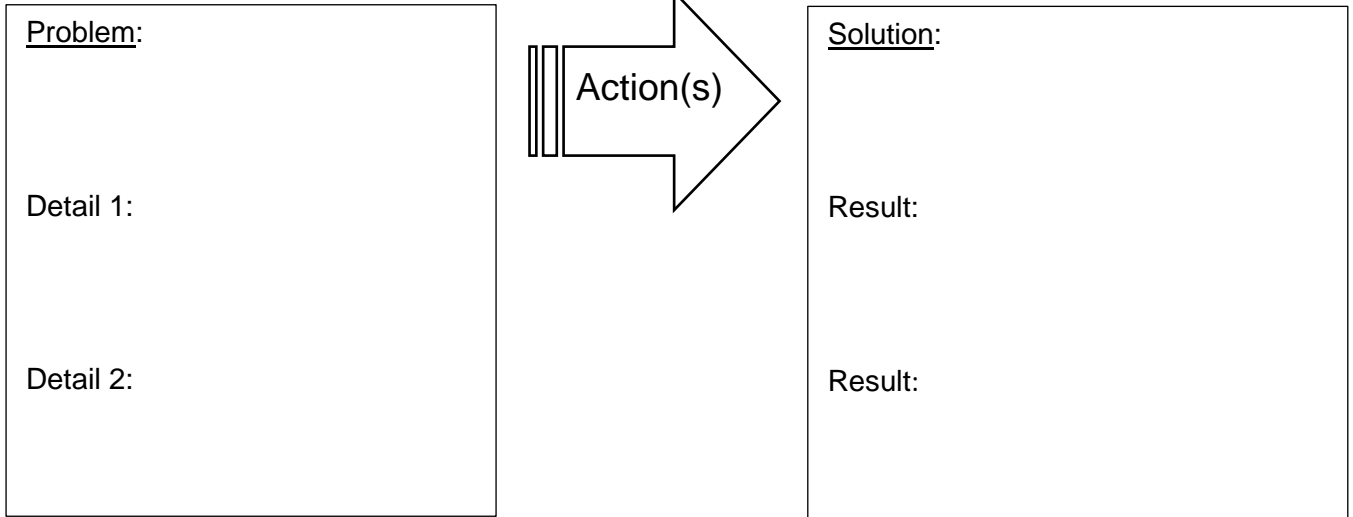 Problem:
Detail 1:
Detail 2:
Action(s)
Solution:
Result:
Result: